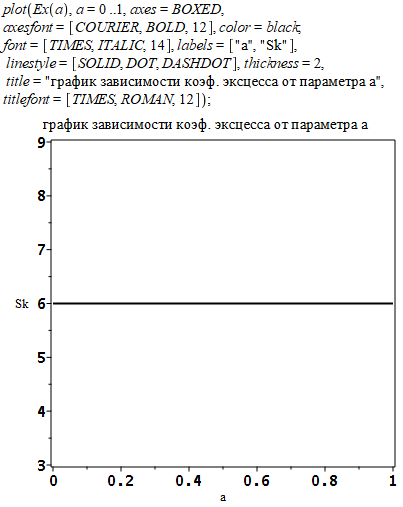 plot(Ex(a), a = 0 ..1, axes = BOXED,
axesfont = [COURIER, BOLD, 12], color = black,
font = [TIMES, ITALIC, 14], labels = ["a", "Sk"],
linestyle = [SOLID, DOT, DASHDOT], thickness = 2,
title = "график зависимости коэф. эксцесса от параметра a",
titlefont = [TIMES, ROMAN, 12]);
график зависимости коэф. эксцесса от параметра a
9
8
7
Sk 6
5
4
3
0 0.2 0.4 0.6 0.8 1
a